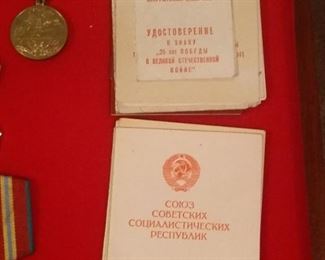 УДОСТОВЕРЕНИЕ
К ЗНАКУ
„25 лет ПОБЕДЫ
В ВЕЛИКОЙ ОТЕЧЕСТВЕННОЙ
ВОЙНЕ"
СОЮЗ
СОВЕТСКИХ
СОЦИАЛИСТИЧЕСКИХ
РЕСПУБЛИК